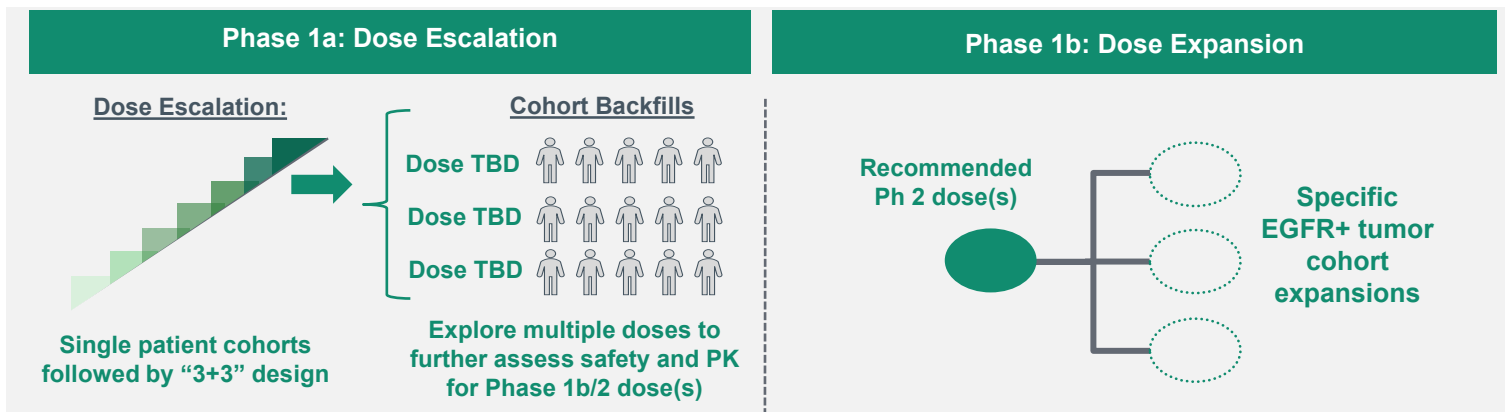 Phase 1a: Dose Escalation
Dose Escalation:
Single patient cohorts
followed by “3+3” design
Cohort Backfills
Dose TBD
Dose TBD
Dose TBD
Explore multiple doses to
further assess safety and PK
for Phase 1b/2 dose(s)
Phase 1b: Dose Expansion
Recommended
Ph 2 dose(s)
Specific
EGFR+ tumor
cohort
expansions